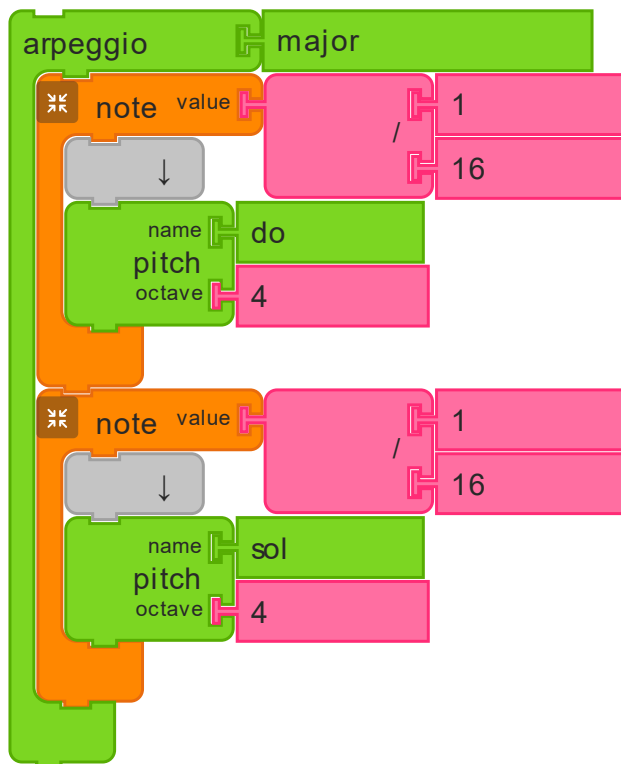 arpeggio major
note value / 1
16
↓
name do
pitch
octave 4
note value / 1
16
↓
name sol
pitch
octave 4